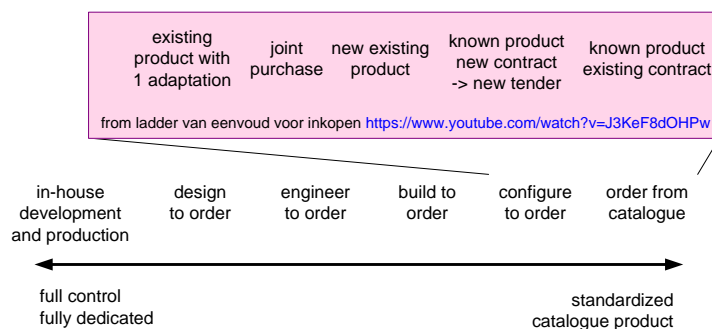 existing
product with
1 adaptation
joint
purchase
new existing
product
known product
new contract
-> new tender
known product
existing contract
from ladder van eenvoud voor inkopen https://www.youtube.com/watch?v=J3KeF8dOHPw
in-house
development
and production
design
to order
engineer
to order
build to
order
configure
to order
order from
catalogue
full control
fully dedicated
standardized
catalogue product